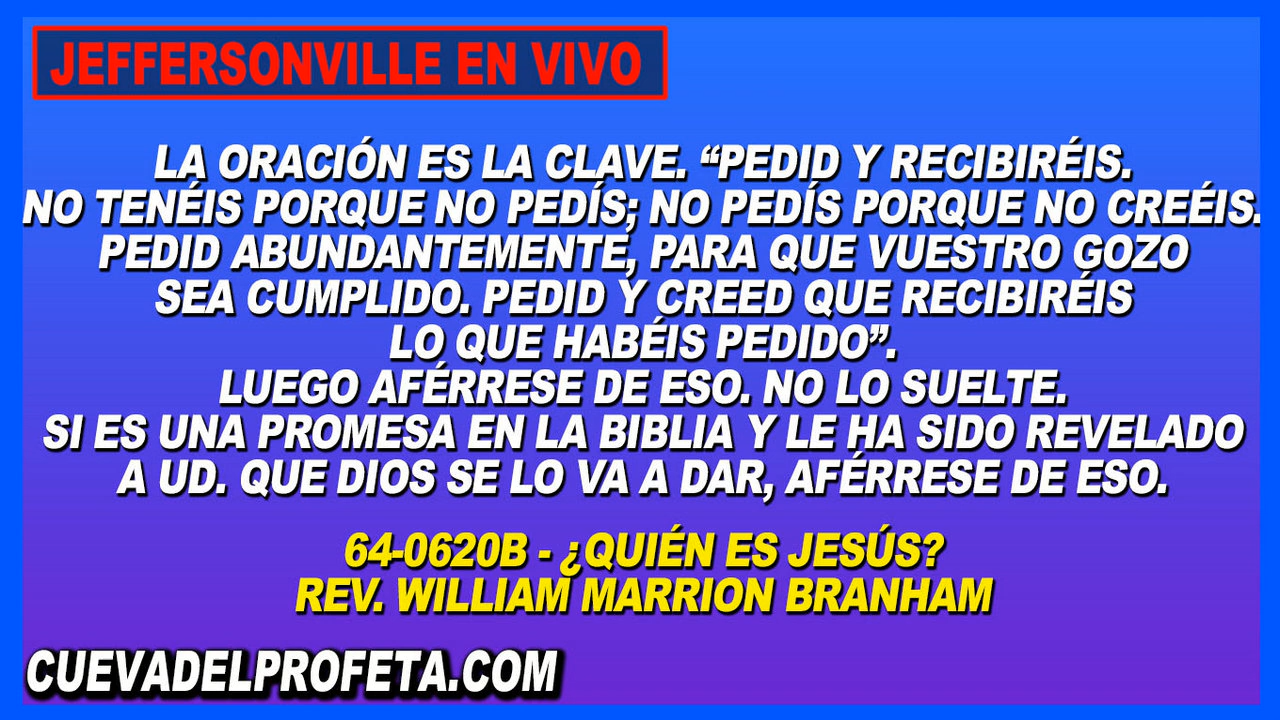 JEFFERSONVILLE EN VIVO
LA ORACIÓN ES LA CLAVE. “PEDID Y RECIBIRÉIS.
NO TENÉIS PORQUE NO PEDÍS; NO PEDÍS PORQUE NO CREÉIS.
PEDID ABUNDANTEMENTE, PARA QUE VUESTRO GOZO
SEA CUMPLIDO. PEDID Y CREED QUE RECIBIRÉIS
LO QUE HABÉIS PEDIDO”.
LUEGO AFÉRRESE DE ESO. NO LO SUELTE.
SI ES UNA PROMESA EN LA BIBLIA Y LE HA SIDO REVELADO
A UD. QUE DIOS SE LO VA A DAR, AFÉRRESE DE ESO.
64-0620B - ¿QUIÉN ES JESÚS?
REV. WILLIAM MARRION BRANHAM
CUEVADELPROFETA.COM